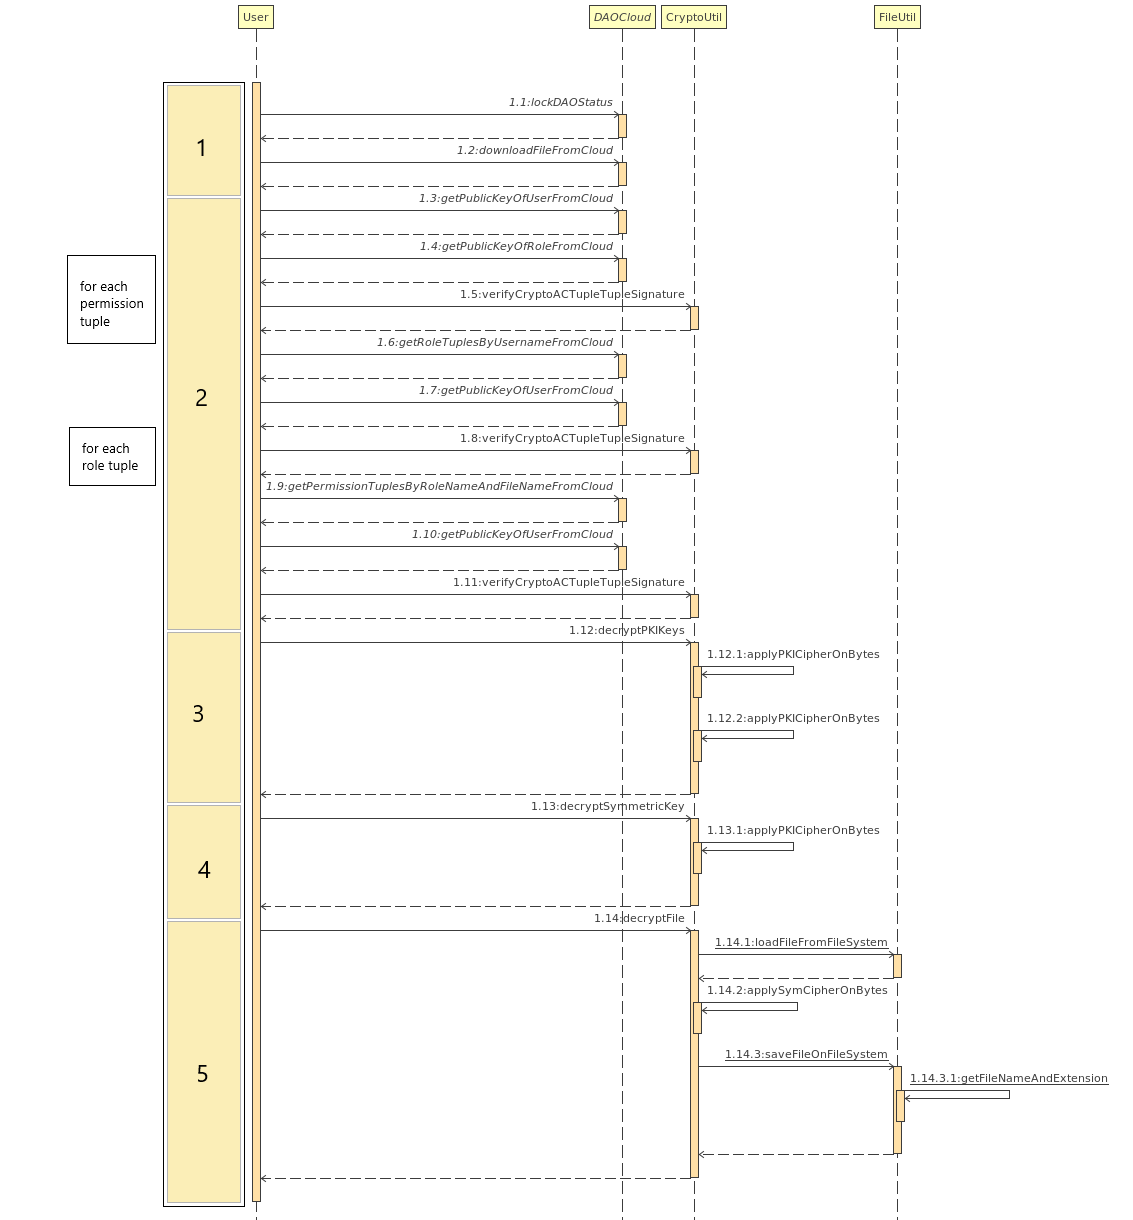 User
DAOCloud
CryptoUtil
FileUtil
1.1:lockDAOStatus
1
1.2:downloadFileFromCloud
1.3:getPublicKeyOfUserFromCloud
1.4:getPublicKeyOfRoleFromCloud
for each
permission
tuple
1.5:verifyCryptoACTupleTupleSignature
1.6:getRoleTuplesByUsernameFromCloud
1.7:getPublicKeyOfUserFromCloud
2
1.8:verifyCryptoACTupleTupleSignature
for each
role tuple
1.9:getPermissionTuplesByRoleNameAndFileNameFromCloud
1.10:getPublicKeyOfUserFromCloud
1.11:verifyCryptoACTupleTupleSignature
1.12:decryptPKIKeys
1.12.1:applyPKICipherOnBytes
3
1.12.2:applyPKICipherOnBytes
1.13:decryptSymmetricKey
1.13.1:applyPKICipherOnBytes
4
1.14:decryptFile
1.14.1:loadFileFromFileSystem
1.14.2:applySymCipherOnBytes
1.14.3:saveFileOnFileSystem
5
1.14.3.1:getFileNameAndExtension